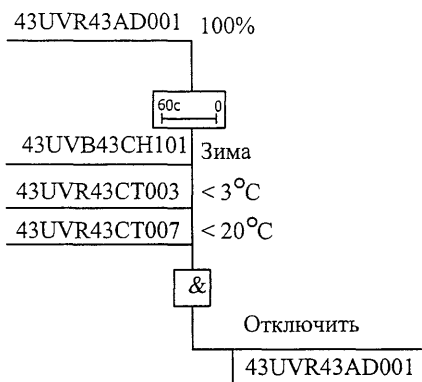 43UVR43AD001 100%
60с 0
43UVB43CH101 Зима
43UVR43CT003 < 3°C
43UVR43CT007 < 20°C
&
Отключить
43UVR43AD001